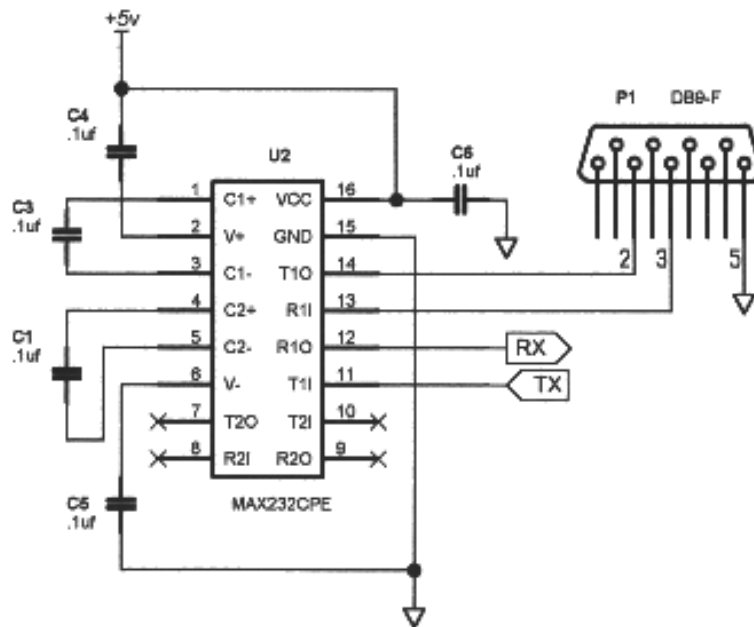 +5v
C4
.1uf
P1 DB9-F
U2
C6
.1uf
1 C1+ VCC 16
C3
.1uf
2 V+ GND 15
3 C1- T1O 14
2 3 5
4 C2+ R1I 13
C1
.1uf
5 C2- R1O 12
RX
6 V- T1I 11
TX
7 T2O T2I 10
8 R2I R2O 9
C5
.1uf
MAX232CPE